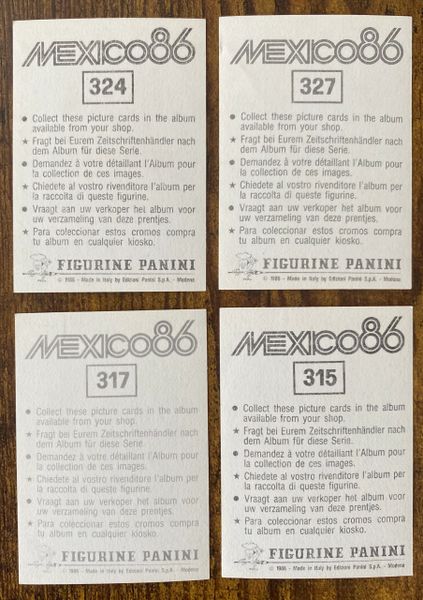 MEXICO86
324
● Collect these picture cards in the album
available from your shop.
★ Fragt bei Eurem Zeitschriftenhändler nach
dem Album für diese Serie.
● Demandez à votre détaillant l'Album pour
la collection de ces images.
★ Chiedete al vostro rivenditore l'album per
la raccolta di queste figurine.
● Vraagt aan uw verkoper het album voor
uw verzameling van deze prentjes.
★ Para coleccionar estos cromos compra
tu album en cualquier kiosko.
FIGURINE PANINI
© 1986 - Made in Italy by Edizioni Panini S.p.A. - Modena
MEXICO86
327
● Collect these picture cards in the album
available from your shop.
★ Fragt bei Eurem Zeitschriftenhändler nach
dem Album für diese Serie.
● Demandez à votre détaillant l'Album pour
la collection de ces images.
★ Chiedete al vostro rivenditore l'album per
la raccolta di queste figurine.
● Vraagt aan uw verkoper het album voor
uw verzameling van deze prentjes.
★ Para coleccionar estos cromos compra
tu album en cualquier kiosko.
FIGURINE PANINI
© 1986 - Made in Italy by Edizioni Panini S.p.A. - Modena
MEXICO86
317
● Collect these picture cards in the album
available from your shop.
★ Fragt bei Eurem Zeitschriftenhändler nach
dem Album für diese Serie.
● Demandez à votre détaillant l'Album pour
la collection de ces images.
★ Chiedete al vostro rivenditore l'album per
la raccolta di queste figurine.
● Vraagt aan uw verkoper het album voor
uw verzameling van deze prentjes.
★ Para coleccionar estos cromos compra
tu album en cualquier kiosko.
FIGURINE PANINI
© 1986 - Made in Italy by Edizioni Panini S.p.A. - Modena
MEXICO86
315
● Collect these picture cards in the album
available from your shop.
★ Fragt bei Eurem Zeitschriftenhändler nach
dem Album für diese Serie.
● Demandez à votre détaillant l'Album pour
la collection de ces images.
★ Chiedete al vostro rivenditore l'album per
la raccolta di queste figurine.
● Vraagt aan uw verkoper het album voor
uw verzameling van deze prentjes.
★ Para coleccionar estos cromos compra
tu album en cualquier kiosko.
FIGURINE PANINI
© 1986 - Made in Italy by Edizioni Panini S.p.A. - Modena